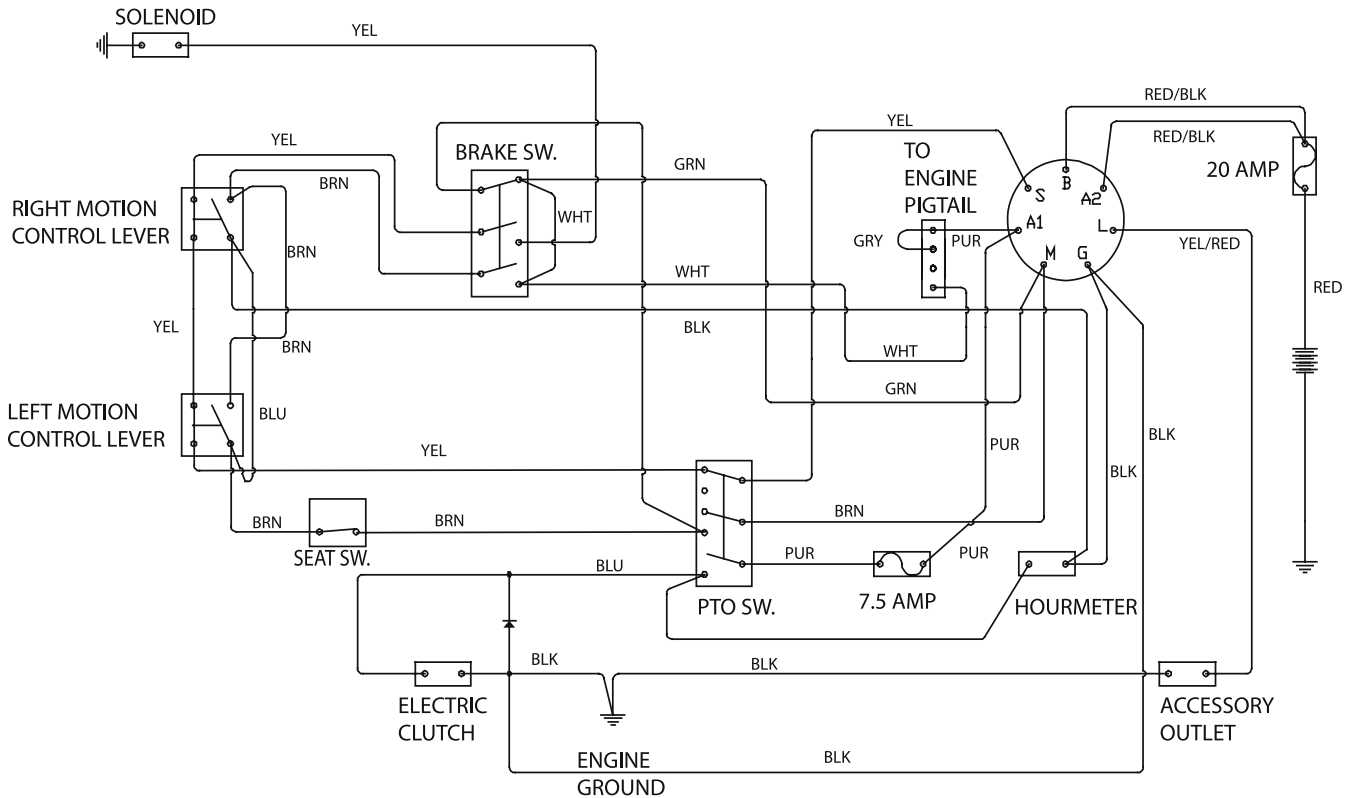 SOLENOID
YEL
RED/BLK
YEL
RED/BLK
YEL
BRAKE SW.
GRN
TO
ENGINE
PIGTAIL
B
S
A2
20 AMP
BRN
RIGHT MOTION
CONTROL LEVER
WHT
A1
L
GRY
PUR
YEL/RED
BRN
M
G
WHT
RED
YEL
BLK
BRN
WHT
GRN
LEFT MOTION
CONTROL LEVER
BLU
YEL
PUR
BLK
BLK
BRN
BRN
BRN
SEAT SW.
BLU
PUR
PUR
PTO SW.
7.5 AMP
HOURMETER
BLK
BLK
ELECTRIC
CLUTCH
ACCESSORY
OUTLET
ENGINE
GROUND
BLK